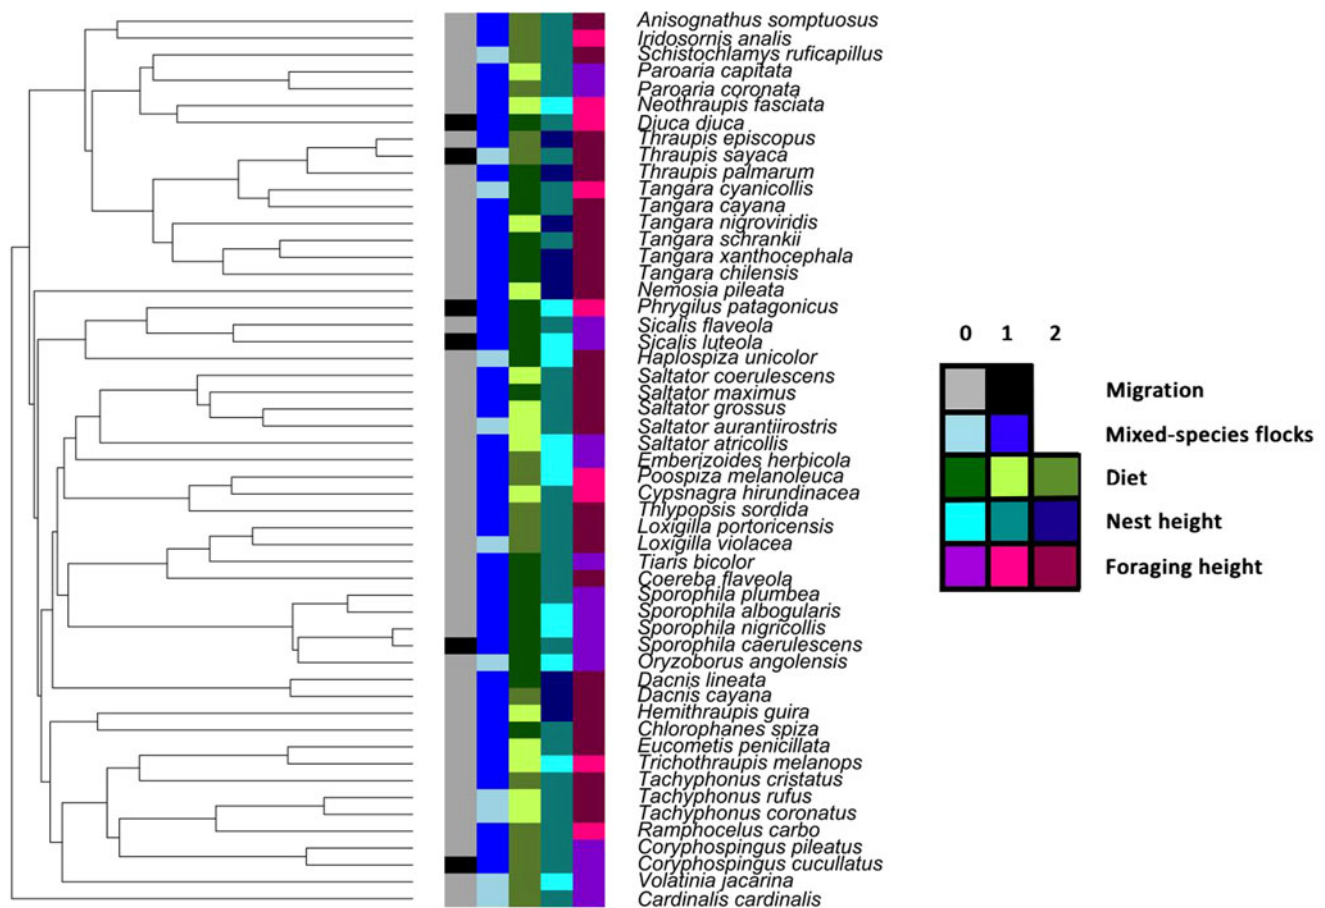 Anisognathus somptuosus
Iridosornis analis
Schistochlamys ruficapillus
Paroaria capitata
Paroaria coronata
Neothraupis fasciata
Diuca diuca
Thraupis episcopus
Thraupis sayaca
Thraupis palmarum
Tangara cyanicollis
Tangara cayana
Tangara nigroviridis
Tangara schrankii
Tangara xanthocephala
Tangara chilensis
Nemosia pileata
Phrygilus patagonicus
Sicalis flaveola
Sicalis luteola
Haplospiza unicolor
Saltator coerulescens
Saltator maximus
Saltator grossus
Saltator aurantiirostris
Saltator atricollis
Emberizoides herbicola
Poospiza melanoleuca
Cypsnagra hirundinacea
Thlypopsis sordida
Loxigilla portoricensis
Loxigilla violacea
Tiaris bicolor
Coereba flaveola
Sporophila plumbea
Sporophila albogularis
Sporophila nigricollis
Sporophila caerulescens
Oryzoborus angolensis
Dacnis lineata
Dacnis cayana
Hemithraupis guira
Chlorophanes spiza
Eucometis penicillata
Trichothraupis melanops
Tachyphonus cristatus
Tachyphonus rufus
Tachyphonus coronatus
Ramphocelus carbo
Coryphospingus pileatus
Coryphospingus cucullatus
Volatinia jacarina
Cardinalis cardinalis
0 1 2
Migration
Mixed-species flocks
Diet
Nest height
Foraging height